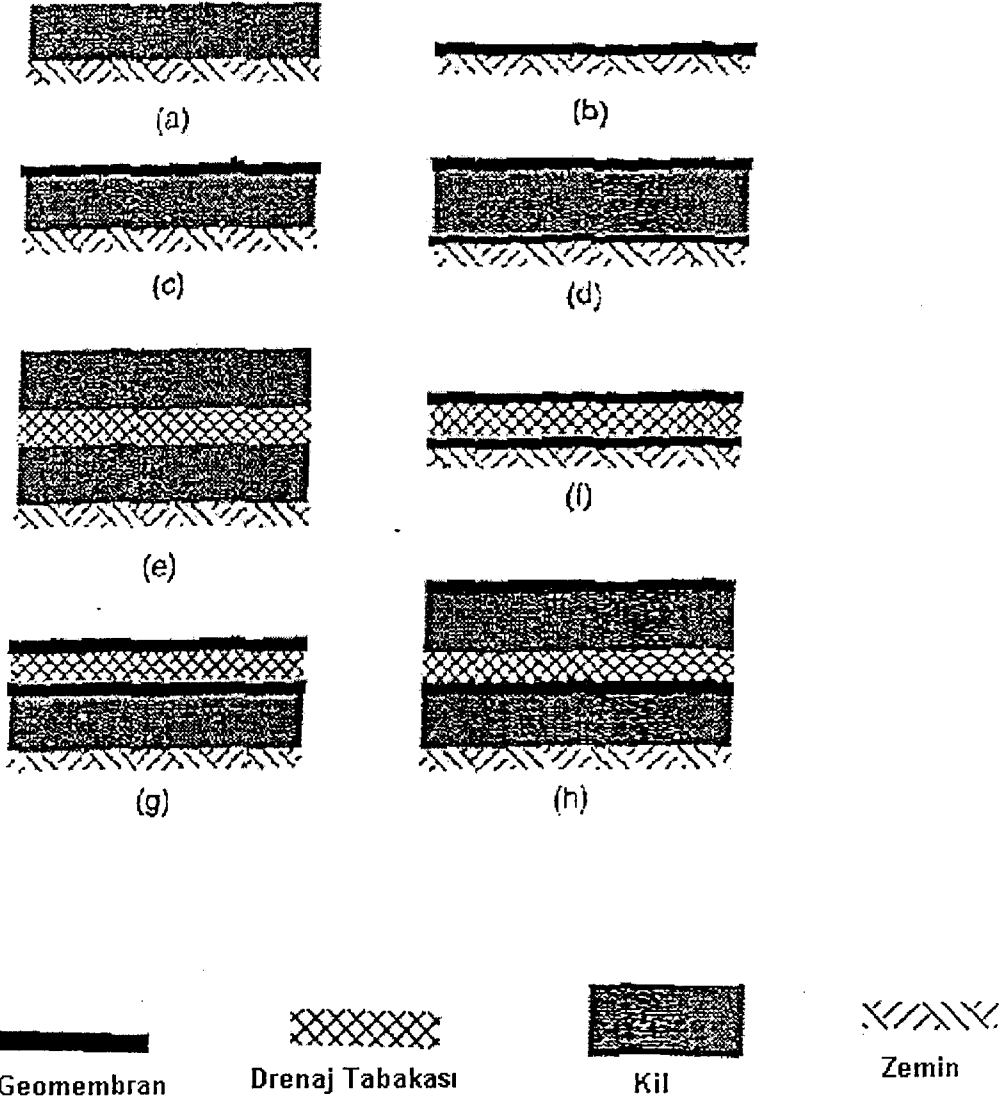 (a)
(b)
(c)
(d)
(e)
(f)
(g)
(h)
Geomembran
Drenaj Tabakası
Kil
Zemin